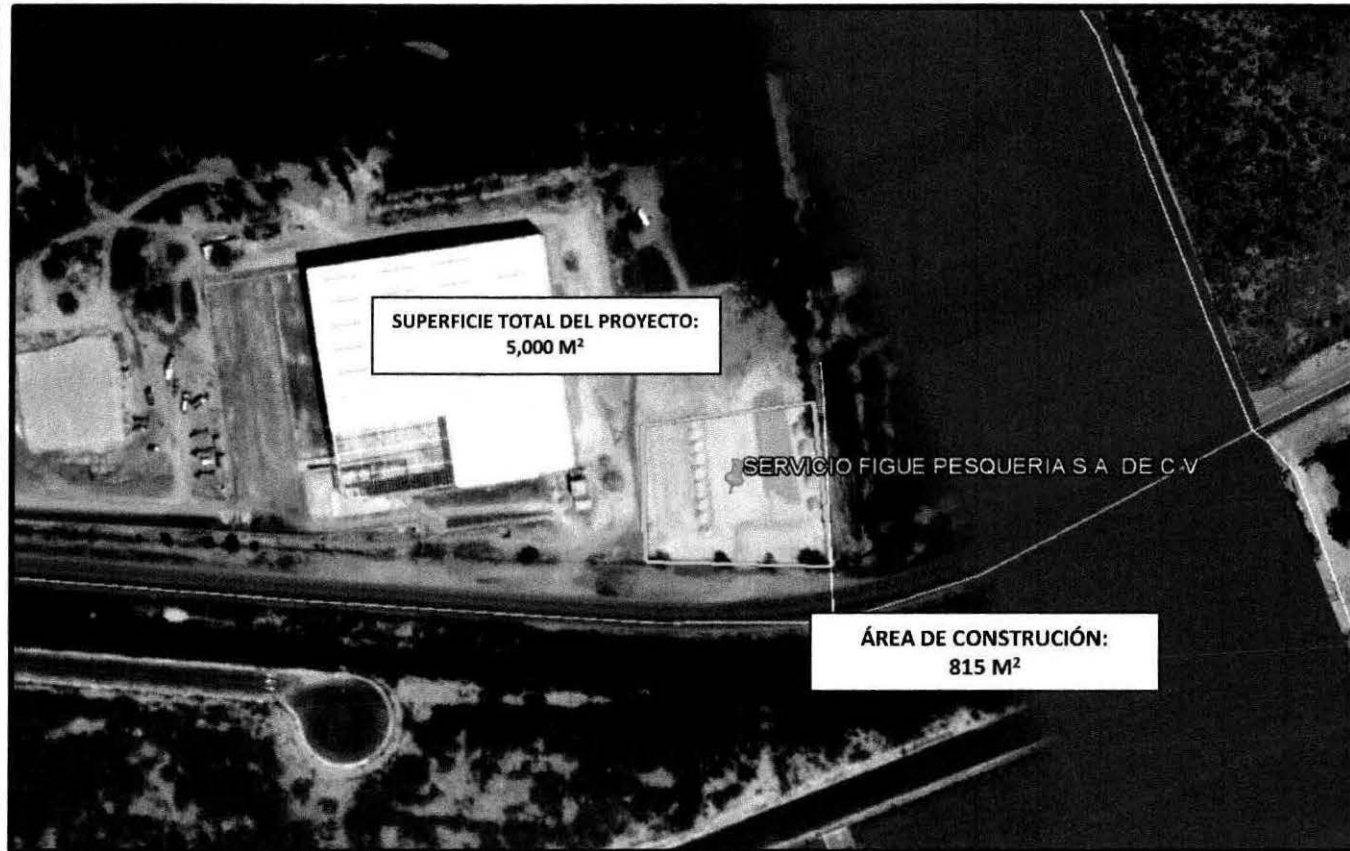 SUPERFICIE TOTAL DEL PROYECTO:
5,000 M²
SERVICIO FIGUE PESQUERIA S A DE C V
ÁREA DE CONSTRUCIÓN:
815 M²